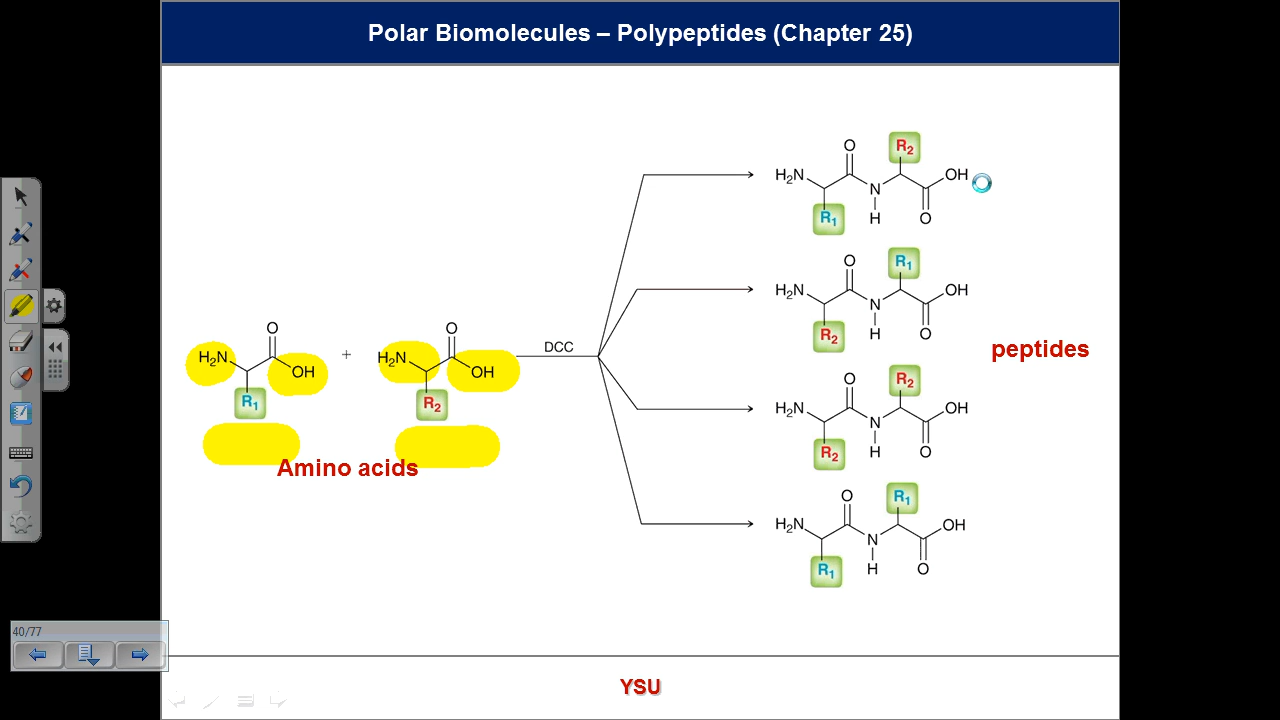 Polar Biomolecules – Polypeptides (Chapter 25)
O R₂
H₂N OH
N
R₁ H O
O R₁
H₂N OH
N
R₂ H O
peptides
O O
H₂N OH + H₂N OH DCC
R₁ R₂
Amino acids
O R₂
H₂N OH
N
R₂ H O
O R₁
H₂N OH
N
R₁ H O
40/77
YSU